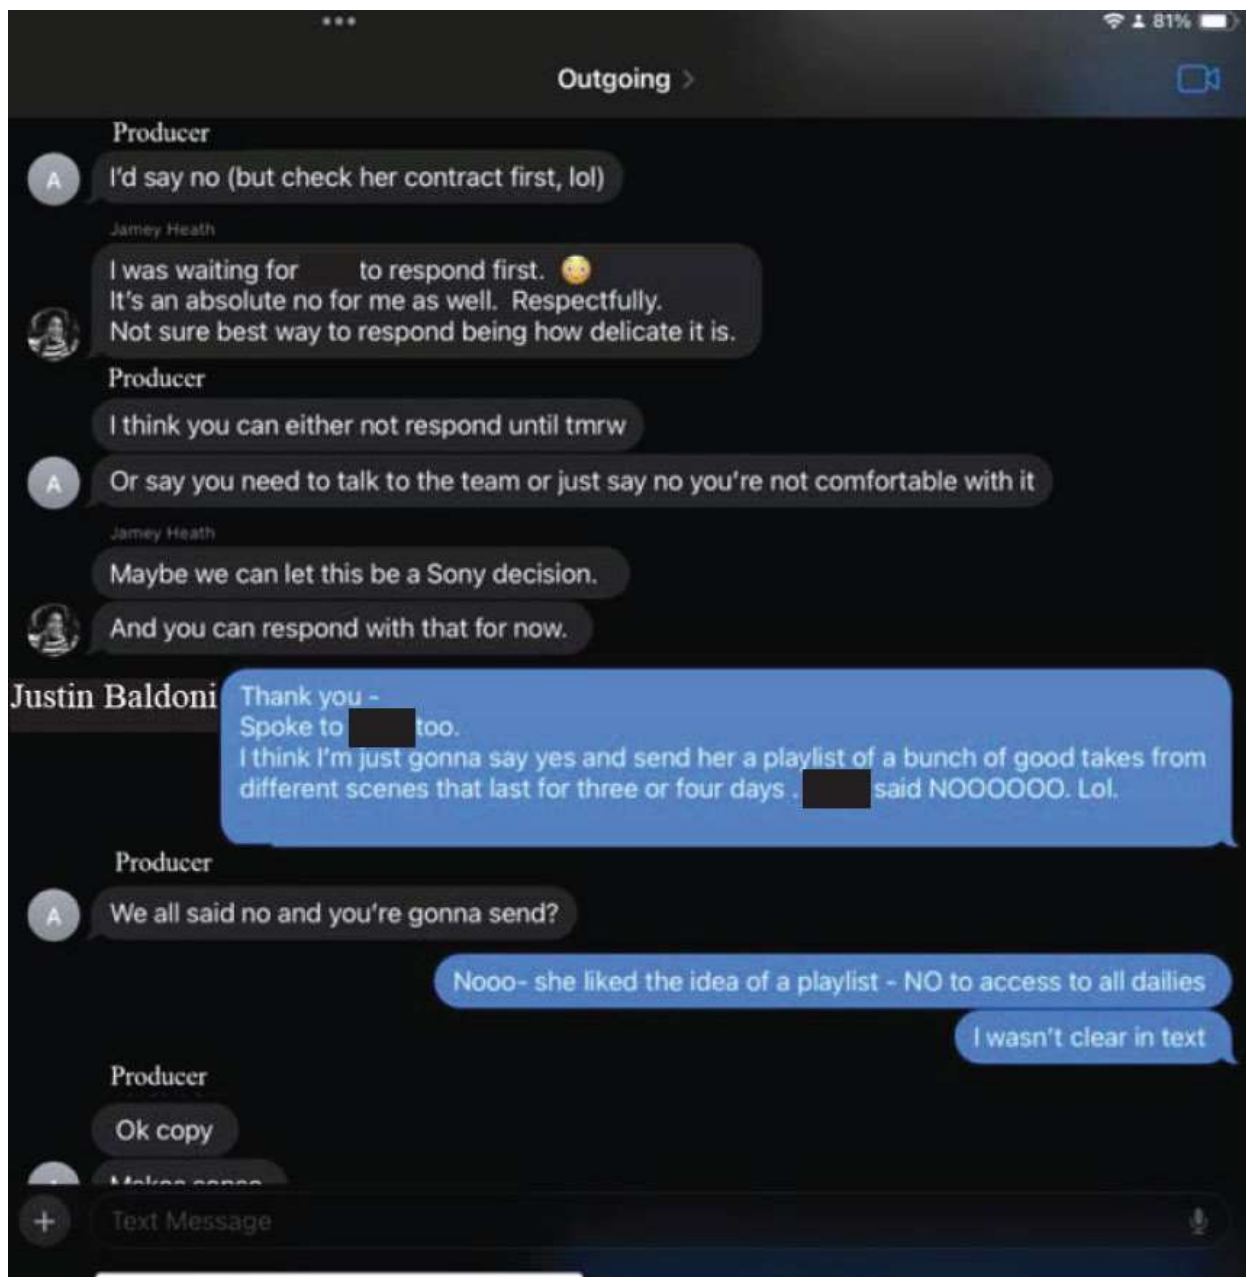 81%
Outgoing >
Producer
A
I'd say no (but check her contract first, lol)
Jamey Heath
I was waiting for to respond first. 😳
It's an absolute no for me as well. Respectfully.
Not sure best way to respond being how delicate it is.
Producer
I think you can either not respond until tmrw
A
Or say you need to talk to the team or just say no you're not comfortable with it
Jamey Heath
Maybe we can let this be a Sony decision.
And you can respond with that for now.
Justin Baldoni
Thank you -
Spoke to too.
I think I'm just gonna say yes and send her a playlist of a bunch of good takes from
different scenes that last for three or four days . said NOOOOOO. Lol.
Producer
A
We all said no and you're gonna send?
Nooo- she liked the idea of a playlist - NO to access to all dailies
I wasn't clear in text
Producer
Ok copy
Makes sense
Text Message